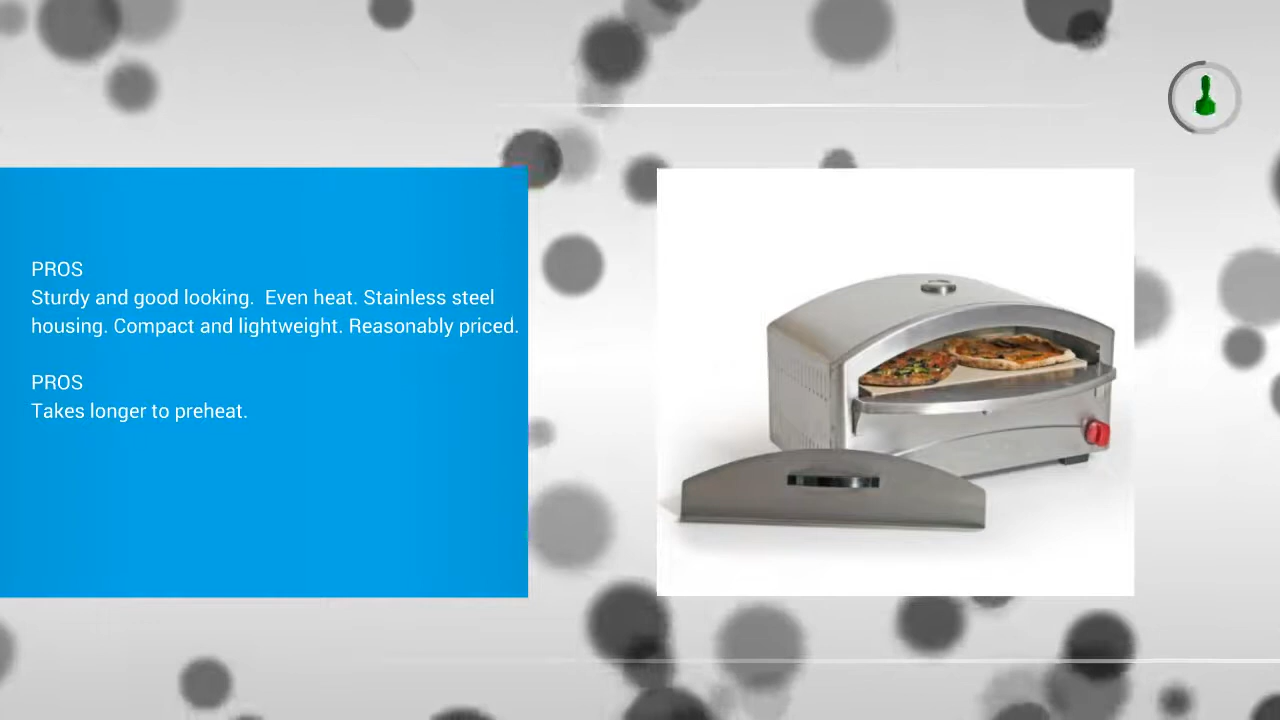 PROS
Sturdy and good looking.  Even heat. Stainless steel
housing. Compact and lightweight. Reasonably priced.
PROS
Takes longer to preheat.